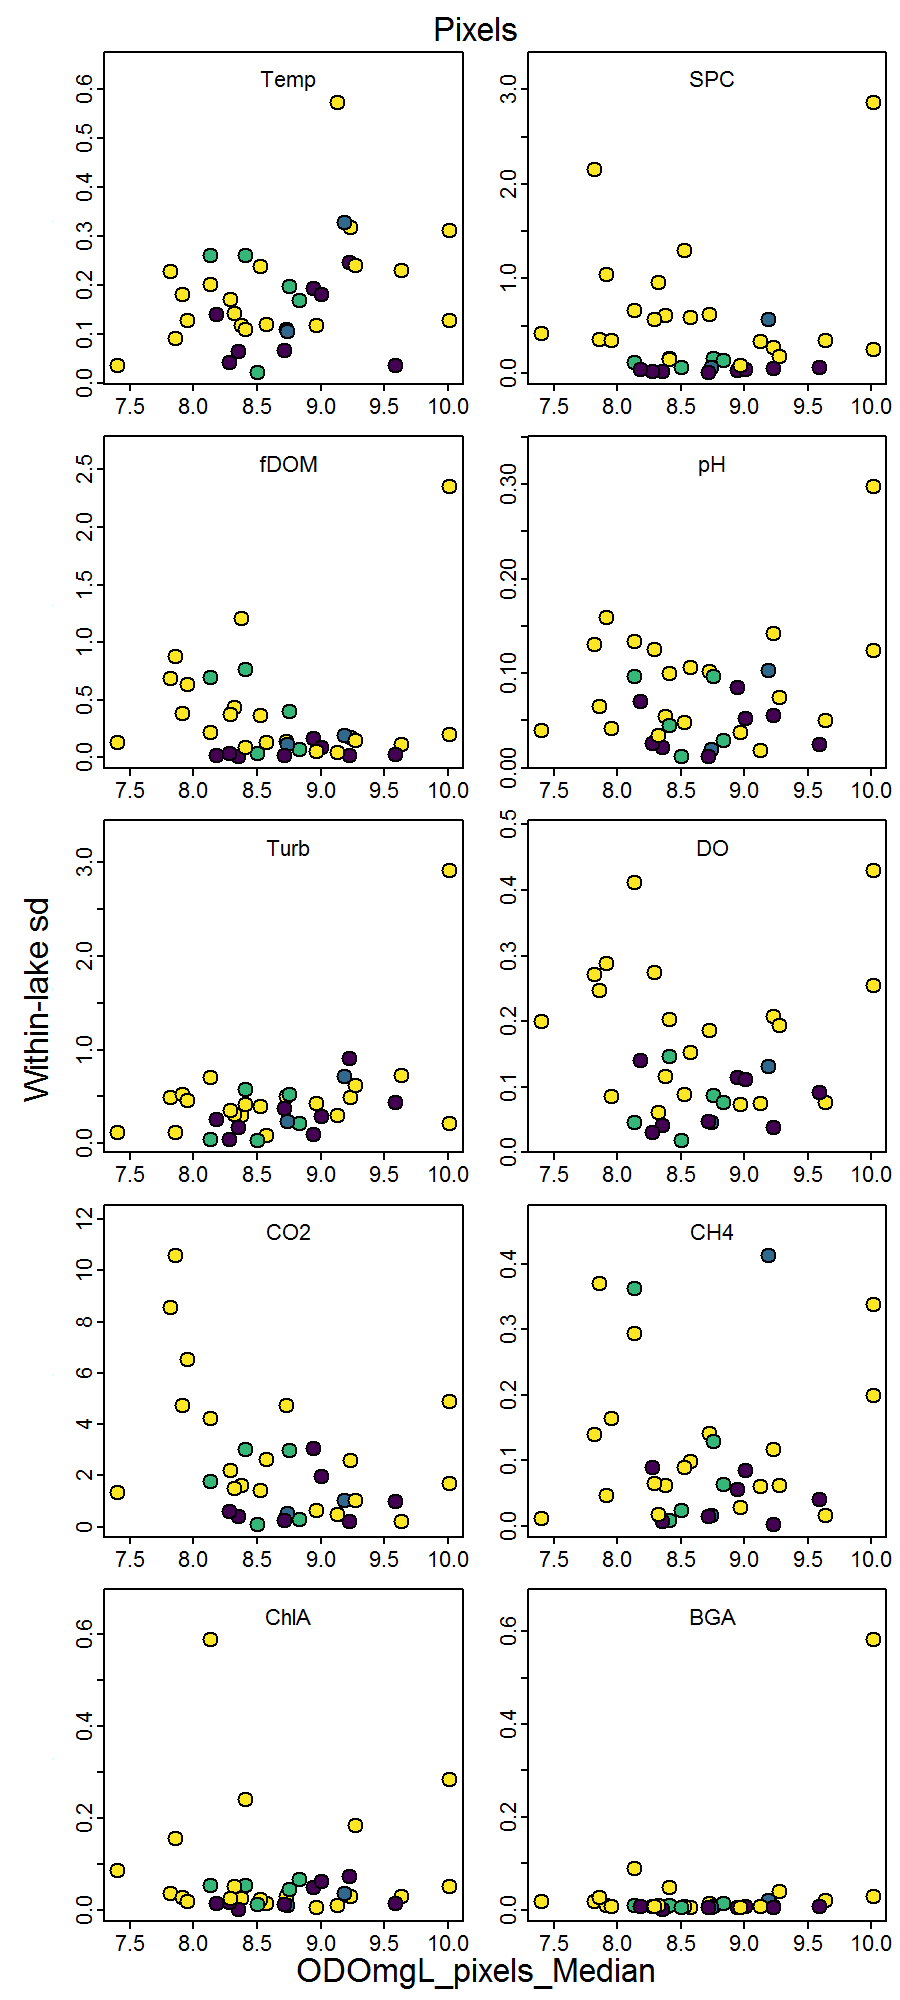 Pixels
Temp
0.0 0.1 0.2 0.3 0.4 0.5 0.6
7.5 8.0 8.5 9.0 9.5 10.0
SPC
0.0 1.0 2.0 3.0
7.5 8.0 8.5 9.0 9.5 10.0
fDOM
0.0 0.5 1.0 1.5 2.0 2.5
7.5 8.0 8.5 9.0 9.5 10.0
pH
0.00 0.10 0.20 0.30
7.5 8.0 8.5 9.0 9.5 10.0
Within-lake sd
Turb
0.0 1.0 2.0 3.0
7.5 8.0 8.5 9.0 9.5 10.0
DO
0.0 0.1 0.2 0.3 0.4 0.5
7.5 8.0 8.5 9.0 9.5 10.0
CO2
0 2 4 6 8 10 12
7.5 8.0 8.5 9.0 9.5 10.0
CH4
0.0 0.1 0.2 0.3 0.4
7.5 8.0 8.5 9.0 9.5 10.0
ChlA
0.0 0.2 0.4 0.6
7.5 8.0 8.5 9.0 9.5 10.0
BGA
0.0 0.2 0.4 0.6
7.5 8.0 8.5 9.0 9.5 10.0
ODOmgL_pixels_Median